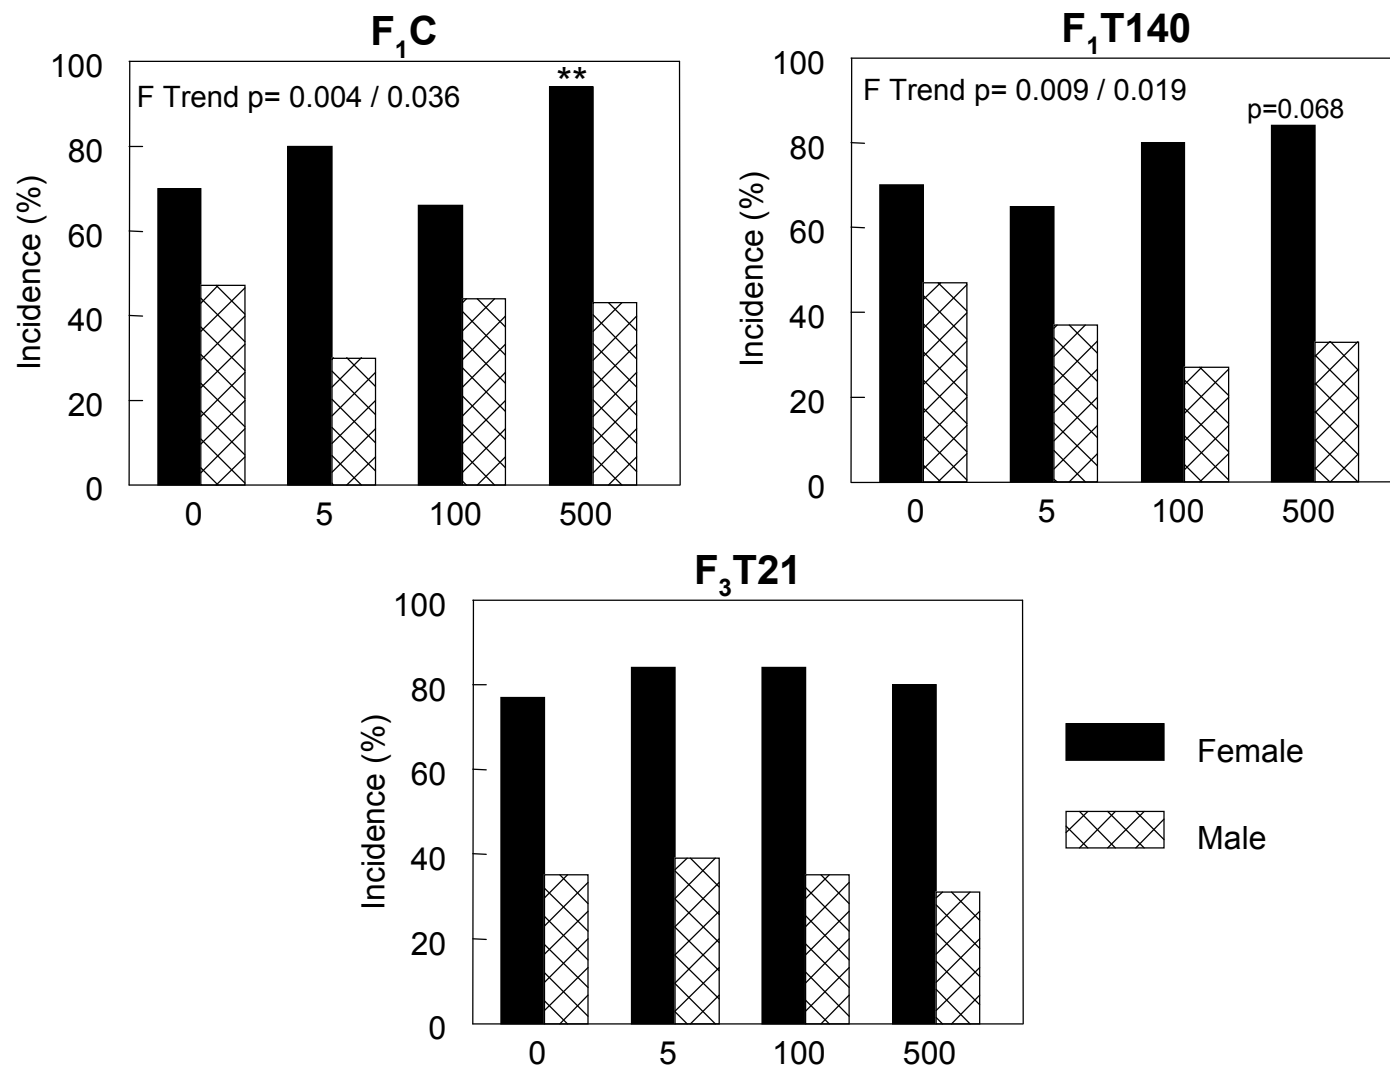 F₁C
100
80
60
40
20
0
Incidence (%)
F Trend p= 0.004 / 0.036
**
0 5 100 500
F₁T140
100
80
60
40
20
0
Incidence (%)
F Trend p= 0.009 / 0.019
p=0.068
0 5 100 500
F₃T21
100
80
60
40
20
0
Incidence (%)
0 5 100 500
Female
Male